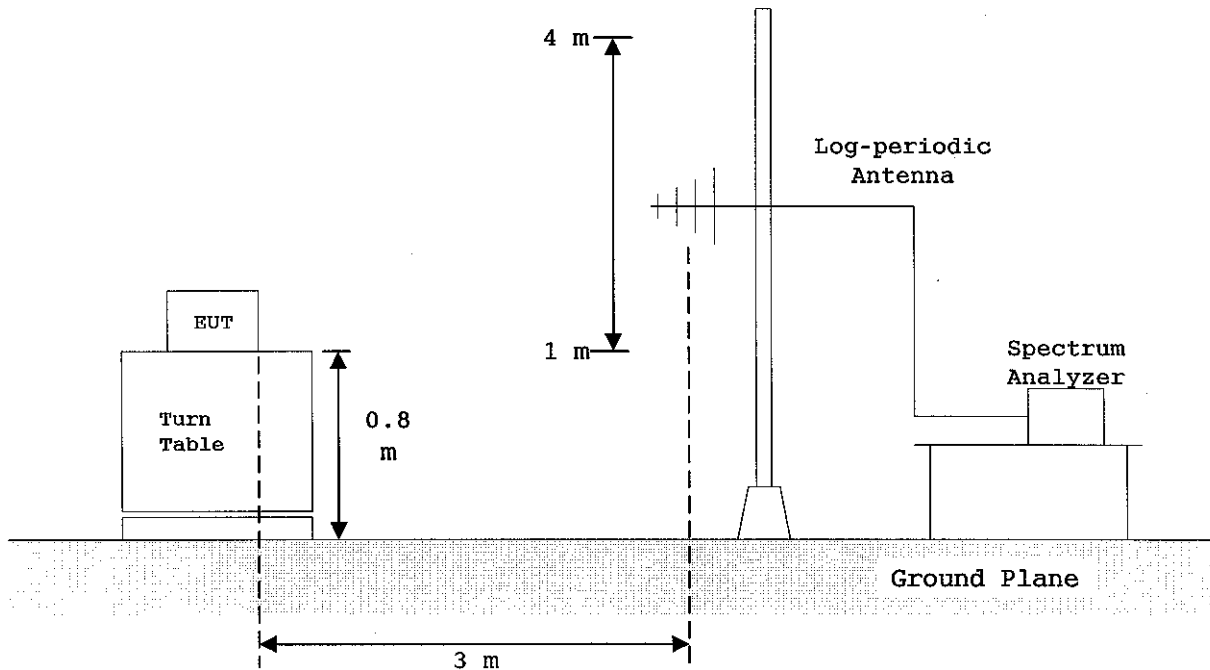 4 m
Log-periodic
Antenna
EUT
1 m
Spectrum
Analyzer
Turn
Table
0.8
m
Ground Plane
3 m